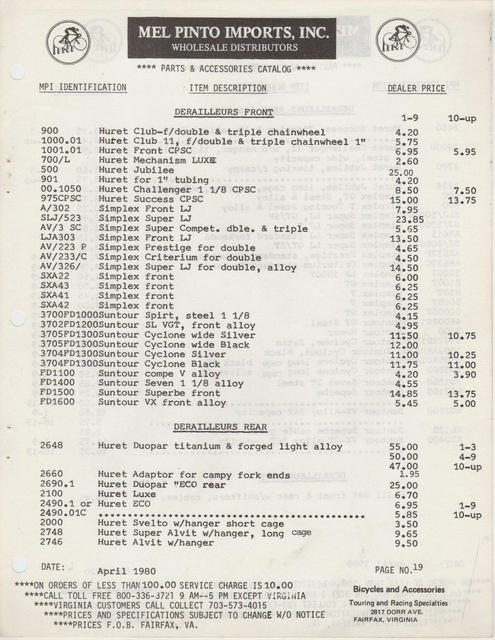 MEL PINTO IMPORTS, INC.
WHOLESALE DISTRIBUTORS
**** PARTS & ACCESSORIES CATALOG ****
MPI IDENTIFICATION ITEM DESCRIPTION DEALER PRICE
DERAILEURS FRONT
1-9 10-up
900 Huret Club-f/double & triple chainwheel 4.20
1000.01 Huret Club 11, f/double & triple chainwheel 1" 5.75
1001.01 Huret Front CPSC 6.95 5.95
700/L Huret Mechanism LUXE 2.60
500 Huret Jubilee 25.00
901 Huret for 1" tubing 4.20
00.1050 Huret Challenger 1 1/8 CPSC 8.50 7.50
975CPSC Huret Success CPSC 15.00 13.75
A/302 Simplex Front LJ 7.95
SLJ/523 Simplex Super LJ 23.85
AV/3 SC Simplex Super Compet. dble. & triple 5.65
LJA303 Simplex Front LJ 13.50
AV/223 P Simplex Prestige for double 4.65
AV/233/C Simplex Criterium for double 4.50
AV/326/ Simplex Super LJ for double, alloy 14.50
SXA22 Simplex front 6.00
SXA43 Simplex front 6.25
SXA41 Simplex front 6.25
SXA42 Simplex front 6.25
3700FD1000Suntour Spirt, steel 1 1/8 4.15
3702FD1200Suntour SL VGT, front alloy 4.95
3705FD1300Suntour Cyclone wide Silver 11.50 10.75
3705FD1300Suntour Cyclone wide Black 12.00
3704FD1300Suntour Cyclone Silver 11.00 10.25
3704FD1300Suntour Cyclone Black 11.75 11.00
FD1100 Suntour compe V alloy 4.20 3.90
FD1400 Suntour Seven 1 1/8 alloy 4.55
FD1500 Suntour Superbe front 14.85 13.75
FD1600 Suntour VX front alloy 5.45 5.00
DERAILEURS REAR
2648 Huret Duopar titanium & forged light alloy 55.00 1-3
50.00 4-9
47.00 10-up
2660 Huret Adaptor for campy fork ends 1.95
2690.1 Huret Duopar "ECO rear 25.00
2100 Huret Luxe 6.70
2490.1 or Huret ECO 6.95 1-9
2490.01C ................................ 5.85 10-up
2000 Huret Svelto w/hanger short cage 3.50
2748 Huret Super Alvit w/hanger, long cage 9.65
2746 Huret Alvit w/hanger 9.50
DATE: April 1980 PAGE NO.19
****ON ORDERS OF LESS THAN 100.00 SERVICE CHARGE IS 10.00
****CALL TOLL FREE 800-336-3721 9 AM--5 PM EXCEPT VIRGINIA
****VIRGINIA CUSTOMERS CALL COLLECT 703-573-4015
****PRICES AND SPECIFICATIONS SUBJECT TO CHANGE W/O NOTICE
****PRICES F.O.B. FAIRFAX, VA.
Bicycles and Accessories
Touring and Racing Specialties
2817 DORR AVE.
FAIRFAX, VIRGINIA